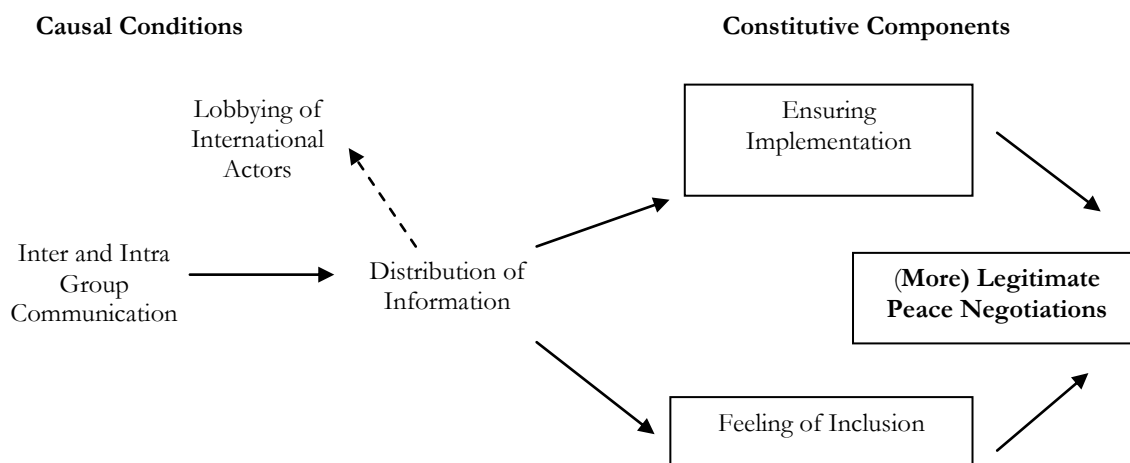 Causal Conditions
Constitutive Components
Lobbying of
International
Actors
Ensuring
Implementation
Inter and Intra
Group
Communication
Distribution of
Information
(More) Legitimate
Peace Negotiations
Feeling of Inclusion